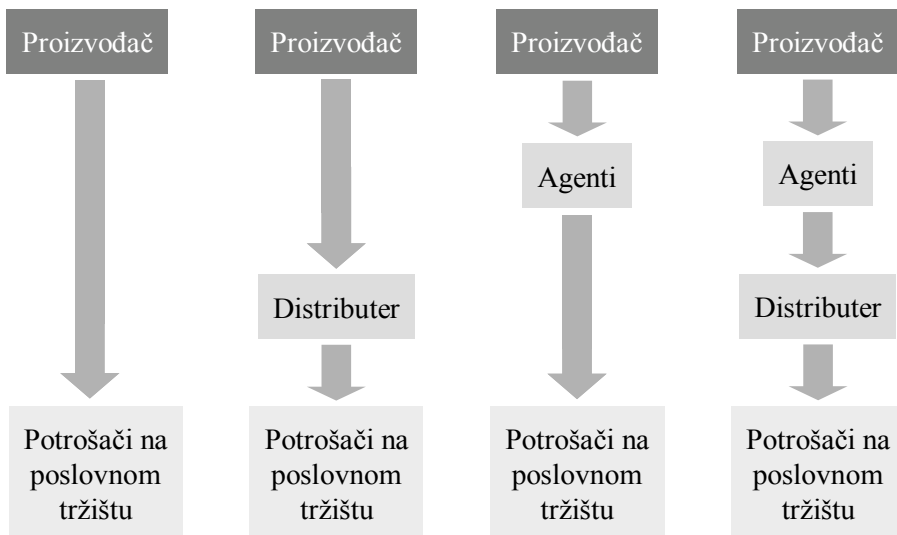 Proizvođač
Proizvođač
Proizvođač
Proizvođač
Agenti
Agenti
Distributer
Distributer
Potrošači na
poslovnom
tržištu
Potrošači na
poslovnom
tržištu
Potrošači na
poslovnom
tržištu
Potrošači na
poslovnom
tržištu